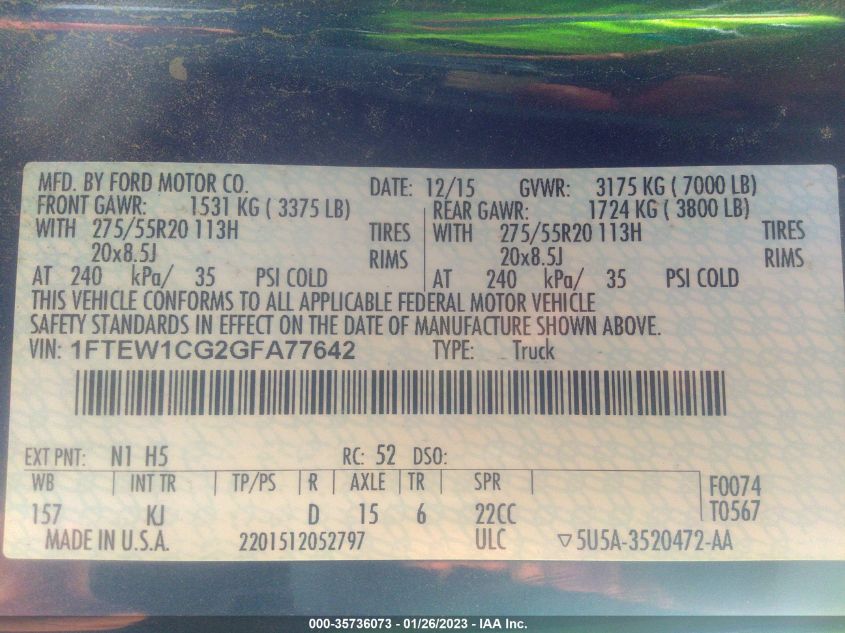 MFD. BY FORD MOTOR CO. DATE: 12/15 GVWR: 3175 KG ( 7000 LB)
FRONT GAWR: 1531 KG ( 3375 LB) REAR GAWR: 1724 KG ( 3800 LB)
WITH 275/55R20 113H TIRES WITH 275/55R20 113H TIRES
20x8.5J RIMS 20x8.5J RIMS
AT 240 kPa/ 35 PSI COLD AT 240 kPa/ 35 PSI COLD
THIS VEHICLE CONFORMS TO ALL APPLICABLE FEDERAL MOTOR VEHICLE
SAFETY STANDARDS IN EFFECT ON THE DATE OF MANUFACTURE SHOWN ABOVE.
VIN: 1FTEW1CG2GFA77642 TYPE: Truck
EXT PNT: N1 H5 RC: 52 DSO:
WB INT TR TP/PS R AXLE TR SPR F0074
157 KJ D 15 6 22CC T0567
MADE IN U.S.A. 2201512052797 ULC ▽5U5A-3520472-AA
000-35736073 - 01/26/2023 - IAA Inc.